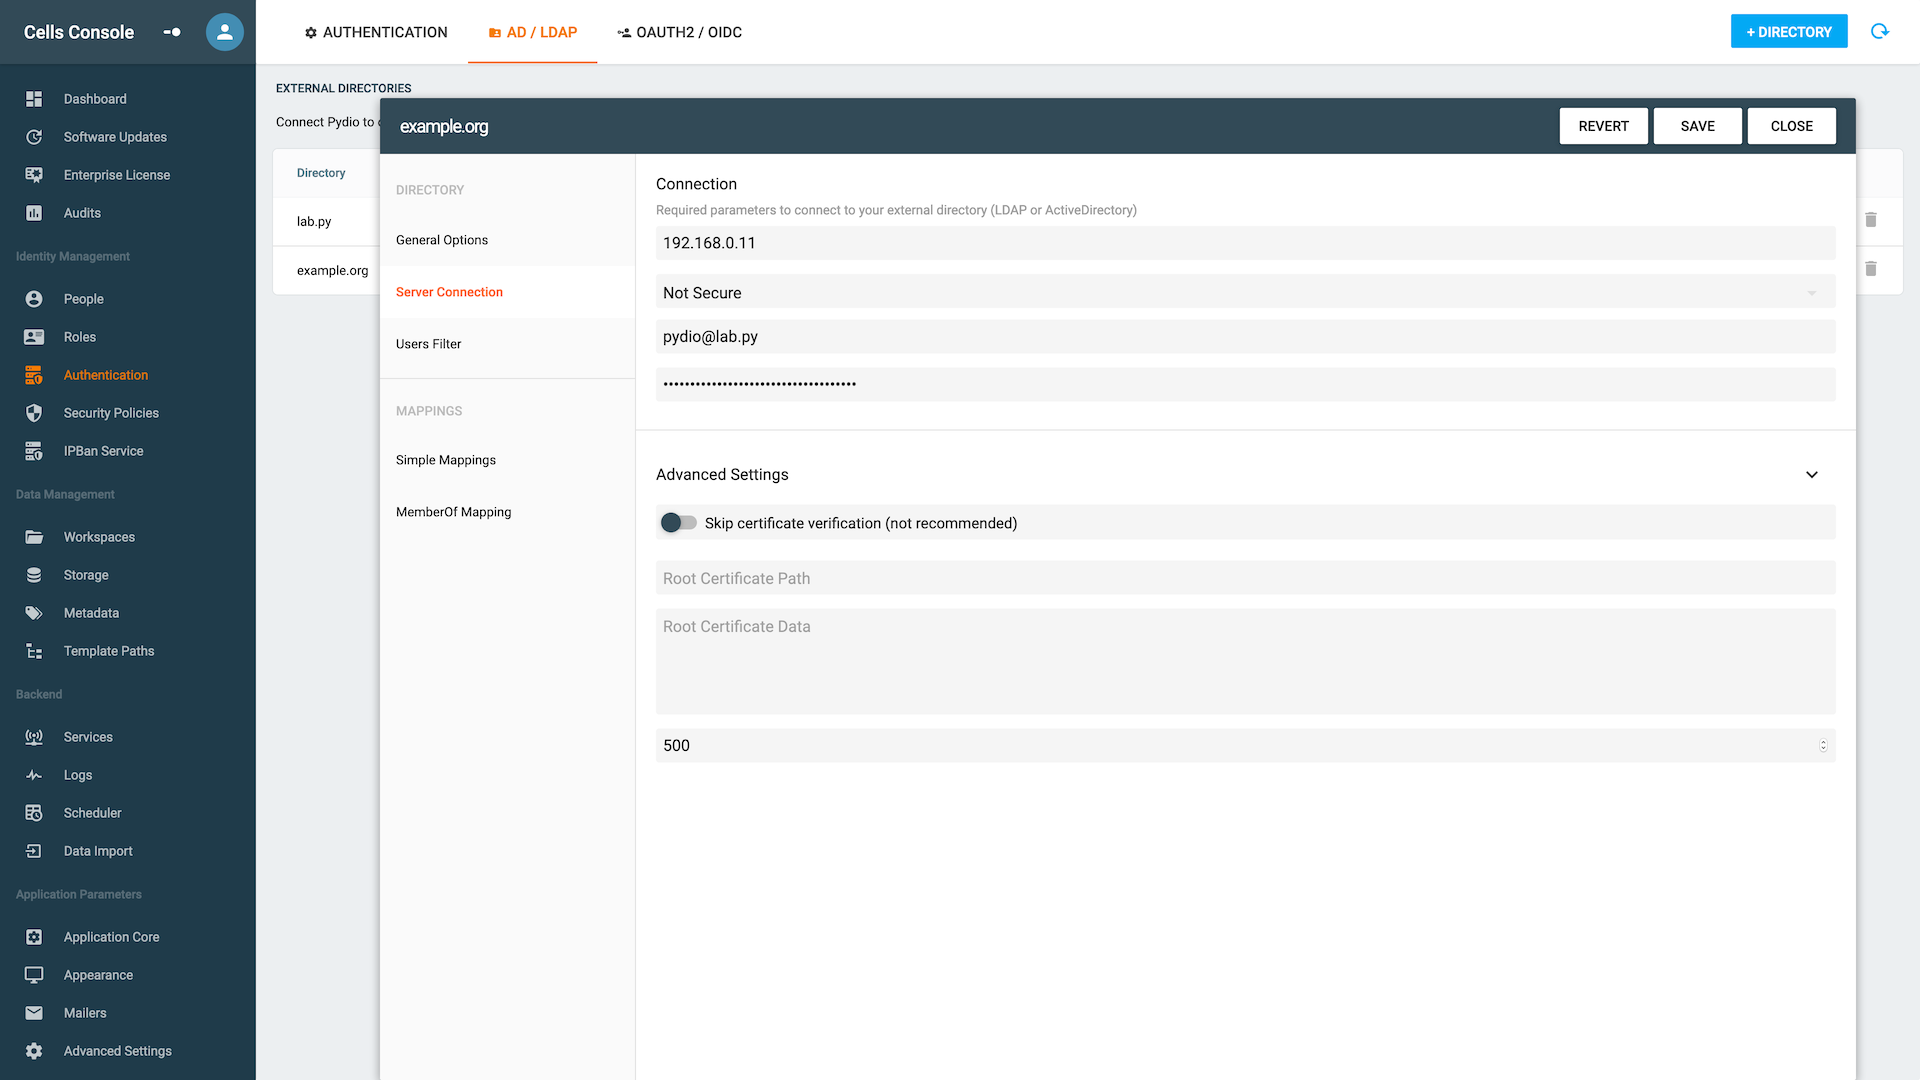 Cells Console
AUTHENTICATION
AD / LDAP
OAUTH2 / OIDC
+ DIRECTORY
Dashboard
Software Updates
Enterprise License
Audits
Identity Management
People
Roles
Authentication
Security Policies
IPBan Service
Data Management
Workspaces
Storage
Metadata
Template Paths
Backend
Services
Logs
Scheduler
Data Import
Application Parameters
Application Core
Appearance
Mailers
Advanced Settings
EXTERNAL DIRECTORIES
Connect Pydio to
Directory
lab.py
example.org
example.org
REVERT
SAVE
CLOSE
DIRECTORY
General Options
Server Connection
Users Filter
MAPPINGS
Simple Mappings
MemberOf Mapping
Connection
Required parameters to connect to your external directory (LDAP or ActiveDirectory)
192.168.0.11
Not Secure
pydio@lab.py
••••••••••••••••••••••••••••••••••••
Advanced Settings
Skip certificate verification (not recommended)
Root Certificate Path
Root Certificate Data
500